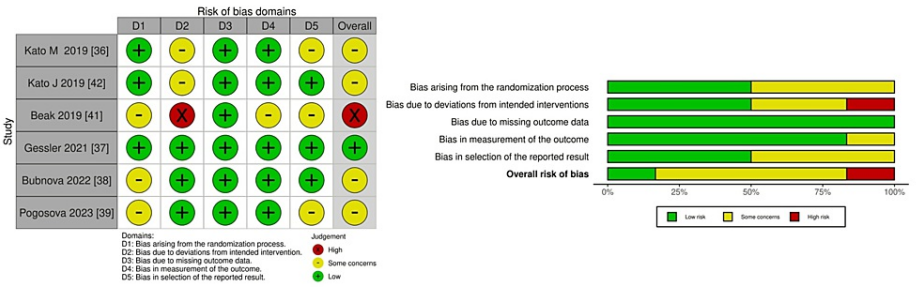 Risk of bias domains
D1 D2 D3 D4 D5 Overall
Study
Kato M 2019 [36] + - + + - -
Kato J 2019 [42] + - + + + -
Beak 2019 [41] - X + - - X
Gessler 2021 [37] + + + + + +
Bubnova 2022 [38] - + + + + -
Pogosova 2023 [39] - + + + - -
Domains:
D1: Bias arising from the randomization process.
D2: Bias due to deviations from intended intervention.
D3: Bias due to missing outcome data.
D4: Bias in measurement of the outcome.
D5: Bias in selection of the reported result.
Judgement
X High
- Some concerns
+ Low
Bias arising from the randomization process
Bias due to deviations from intended interventions
Bias due to missing outcome data
Bias in measurement of the outcome
Bias in selection of the reported result
Overall risk of bias
0% 25% 50% 75% 100%
Low risk Some concerns High risk